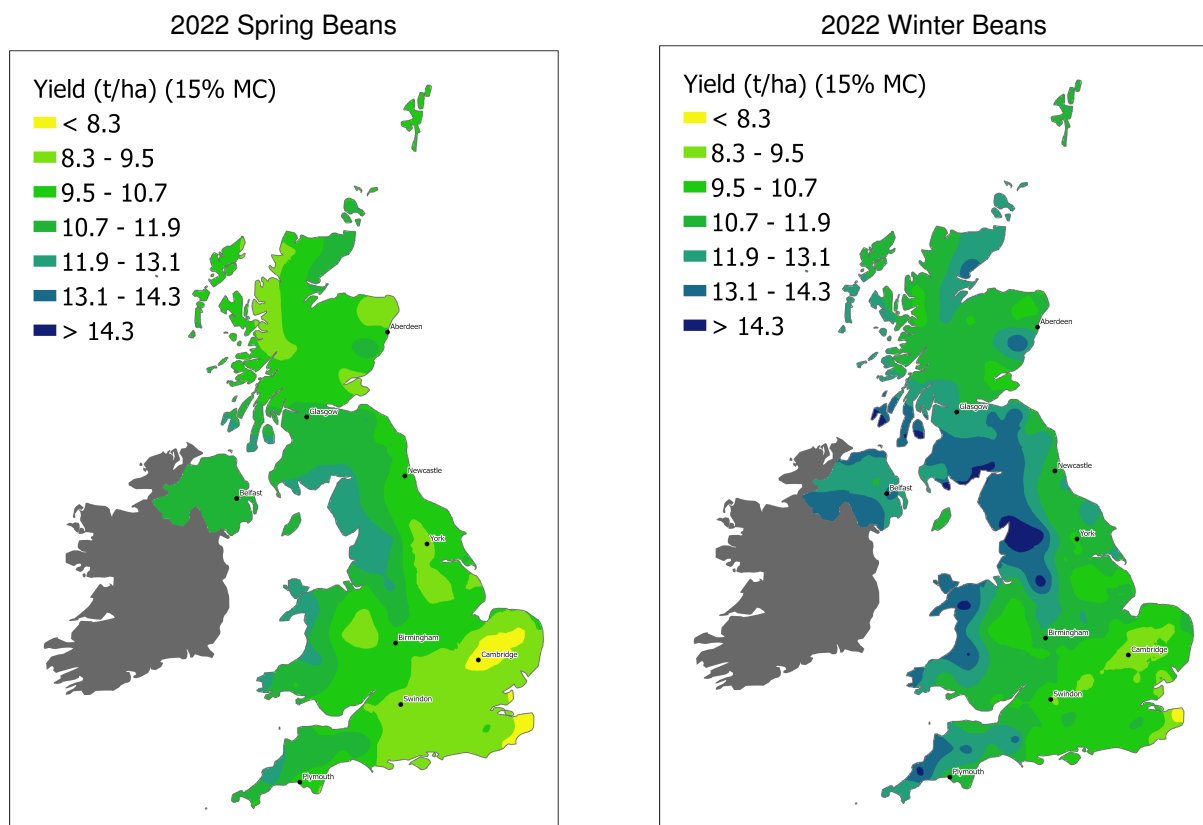 2022 Spring Beans
Yield (t/ha) (15% MC)
< 8.3
8.3 - 9.5
9.5 - 10.7
10.7 - 11.9
11.9 - 13.1
13.1 - 14.3
> 14.3
Aberdeen
Glasgow
Newcastle
Belfast
York
Birmingham
Cambridge
Swindon
Plymouth
2022 Winter Beans
Yield (t/ha) (15% MC)
< 8.3
8.3 - 9.5
9.5 - 10.7
10.7 - 11.9
11.9 - 13.1
13.1 - 14.3
> 14.3
Aberdeen
Glasgow
Newcastle
Belfast
York
Birmingham
Cambridge
Swindon
Plymouth